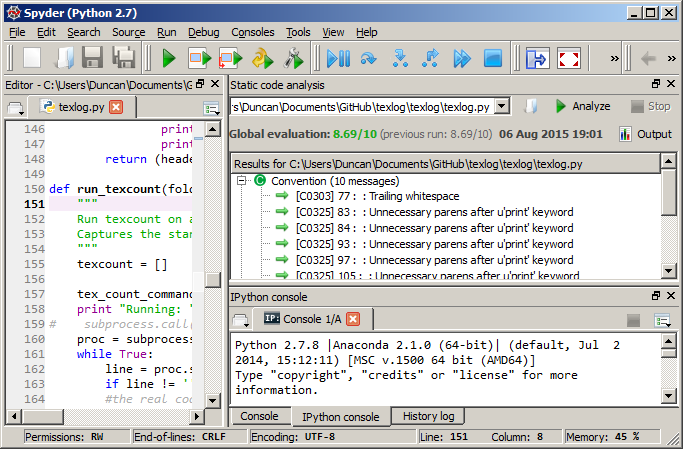 Spyder (Python 2.7)
File Edit Search Source Run Debug Consoles Tools View Help
Editor - C:\Users\Duncan\Documents\G
texlog.py
146 print
147 print
148 return (heade
149
150 def run_texcount(fol
151 """
152 Run texcount on a
153 Captures the stan
154 """
155 texcount = []
156
157 tex_count_command
158 print "Running: "
159 # subprocess.call(
160 proc = subproces
161 while True:
162 line = proc.s
163 if line != '
164 #the real cod
Static code analysis
rs\Duncan\Documents\GitHub\texlog\texlog\texlog.py
Analyze
Stop
Global evaluation: 8.69/10 (previous run: 8.69/10) 06 Aug 2015 19:01
Output
Results for C:\Users\Duncan\Documents\GitHub\texlog\texlog\texlog.py
Convention (10 messages)
[C0303] 77 : : Trailing whitespace
[C0325] 83 : : Unnecessary parens after u'print' keyword
[C0325] 84 : : Unnecessary parens after u'print' keyword
[C0325] 93 : : Unnecessary parens after u'print' keyword
[C0325] 97 : : Unnecessary parens after u'print' keyword
[C0325] 105 : : Unnecessary parens after u'print' keyword
IPython console
IP: Console 1/A
Python 2.7.8 |Anaconda 2.1.0 (64-bit)| (default, Jul 2
2014, 15:12:11) [MSC v.1500 64 bit (AMD64)]
Type "copyright", "credits" or "license" for more
information.
Console IPython console History log
Permissions: RW End-of-lines: CRLF Encoding: UTF-8 Line: 151 Column: 8 Memory: 45 %